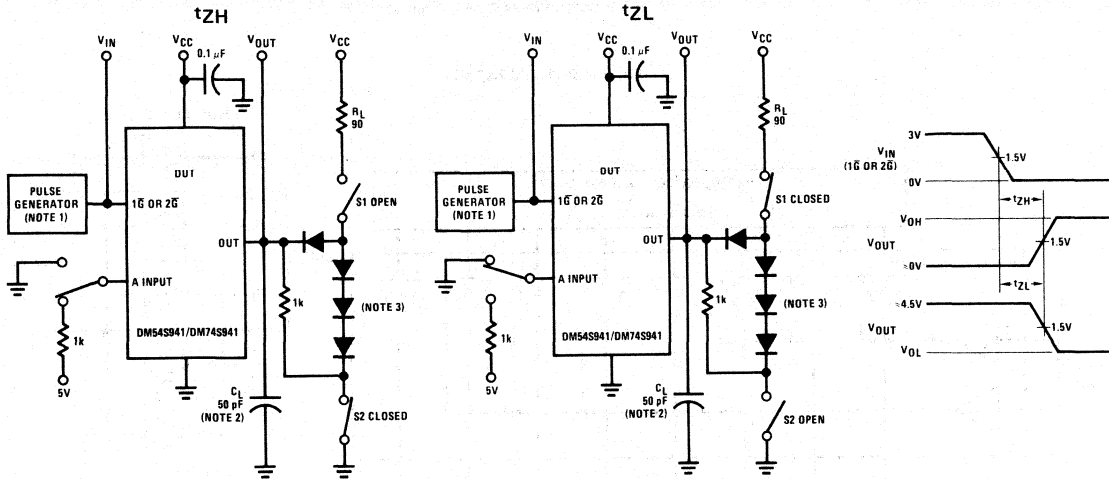 tZH
VIN
VCC
0.1 µF
VOUT
VCC
RL
90
DUT
PULSE
GENERATOR
(NOTE 1)
1G̅ OR 2G̅
S1 OPEN
OUT
A INPUT
1k
1k
(NOTE 3)
DM54S941/DM74S941
5V
CL
50 pF
(NOTE 2)
S2 CLOSED
tZL
VIN
VCC
0.1 µF
VOUT
VCC
RL
90
DUT
PULSE
GENERATOR
(NOTE 1)
1G̅ OR 2G̅
S1 CLOSED
OUT
A INPUT
1k
1k
(NOTE 3)
DM54S941/DM74S941
5V
CL
50 pF
(NOTE 2)
S2 OPEN
3V
VIN
(1G̅ OR 2G̅)
1.5V
≈0V
tZH
VOH
VOUT
1.5V
≈0V
tZL
≈4.5V
VOUT
1.5V
VOL